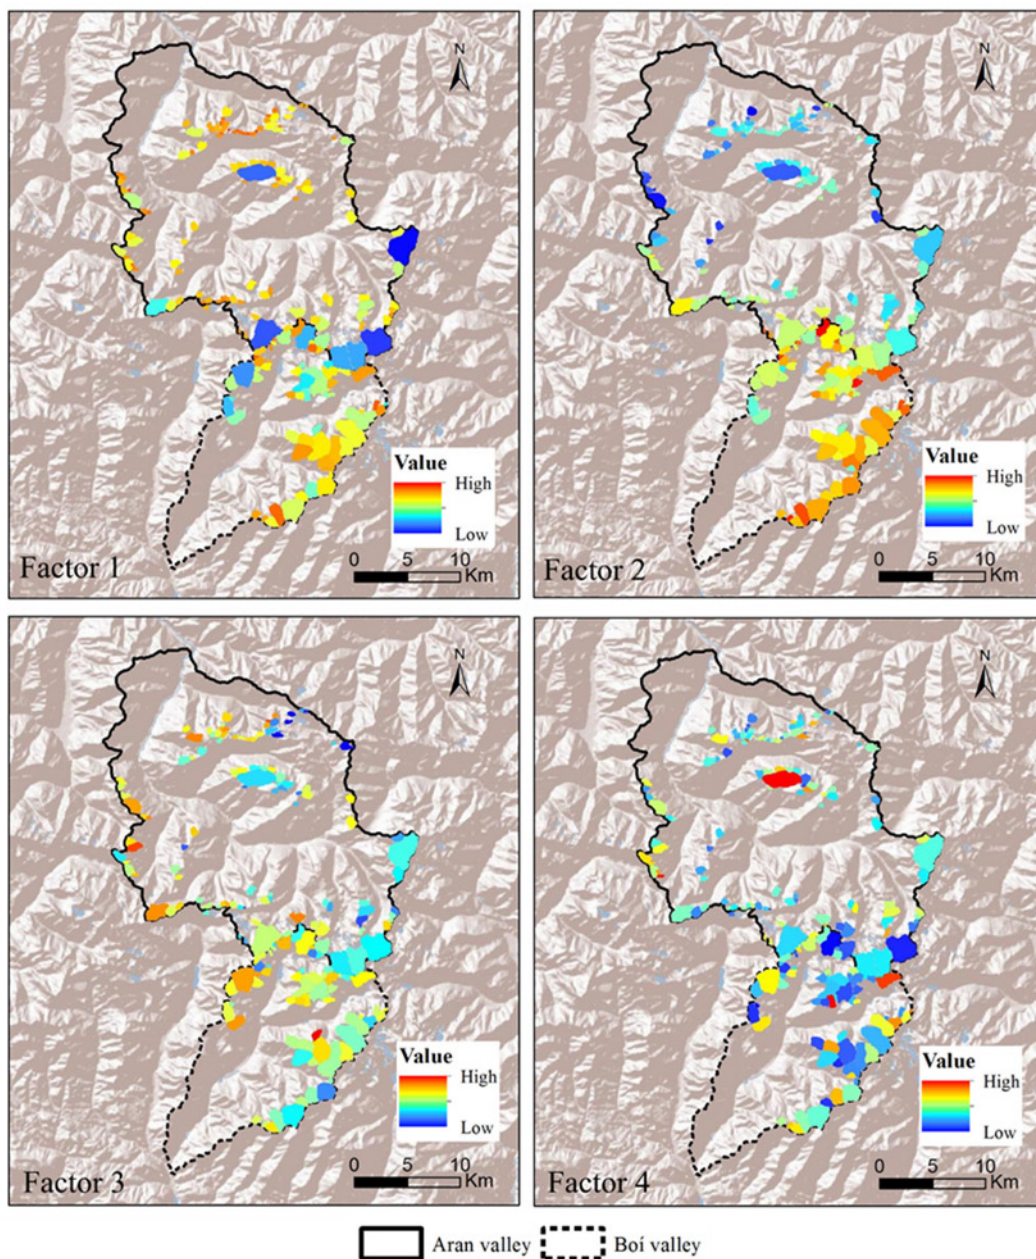 N
N
Value
High
Low
Value
High
Low
Factor 1
0 5 10
Km
Factor 2
0 5 10
Km
N
N
Value
High
Low
Value
High
Low
Factor 3
0 5 10
Km
Factor 4
0 5 10
Km
Aran valley
Boí valley